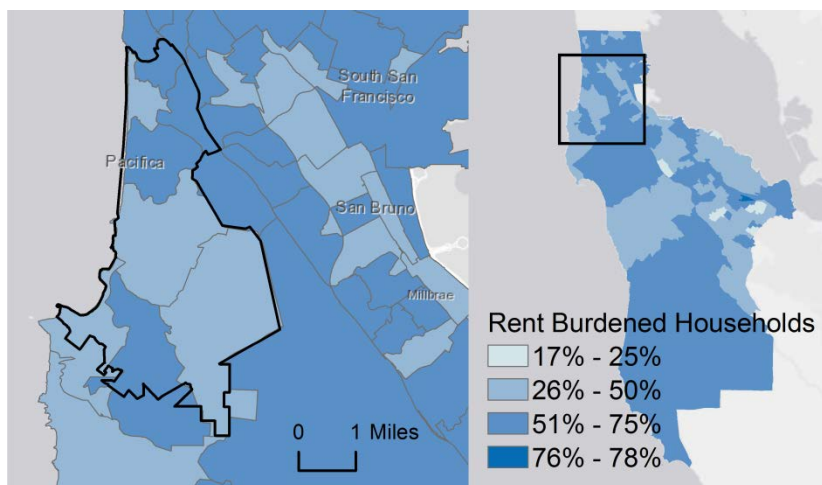 South San
Francisco
Pacifica
San Bruno
Millbrae
0 1 Miles
Rent Burdened Households
17% - 25%
26% - 50%
51% - 75%
76% - 78%